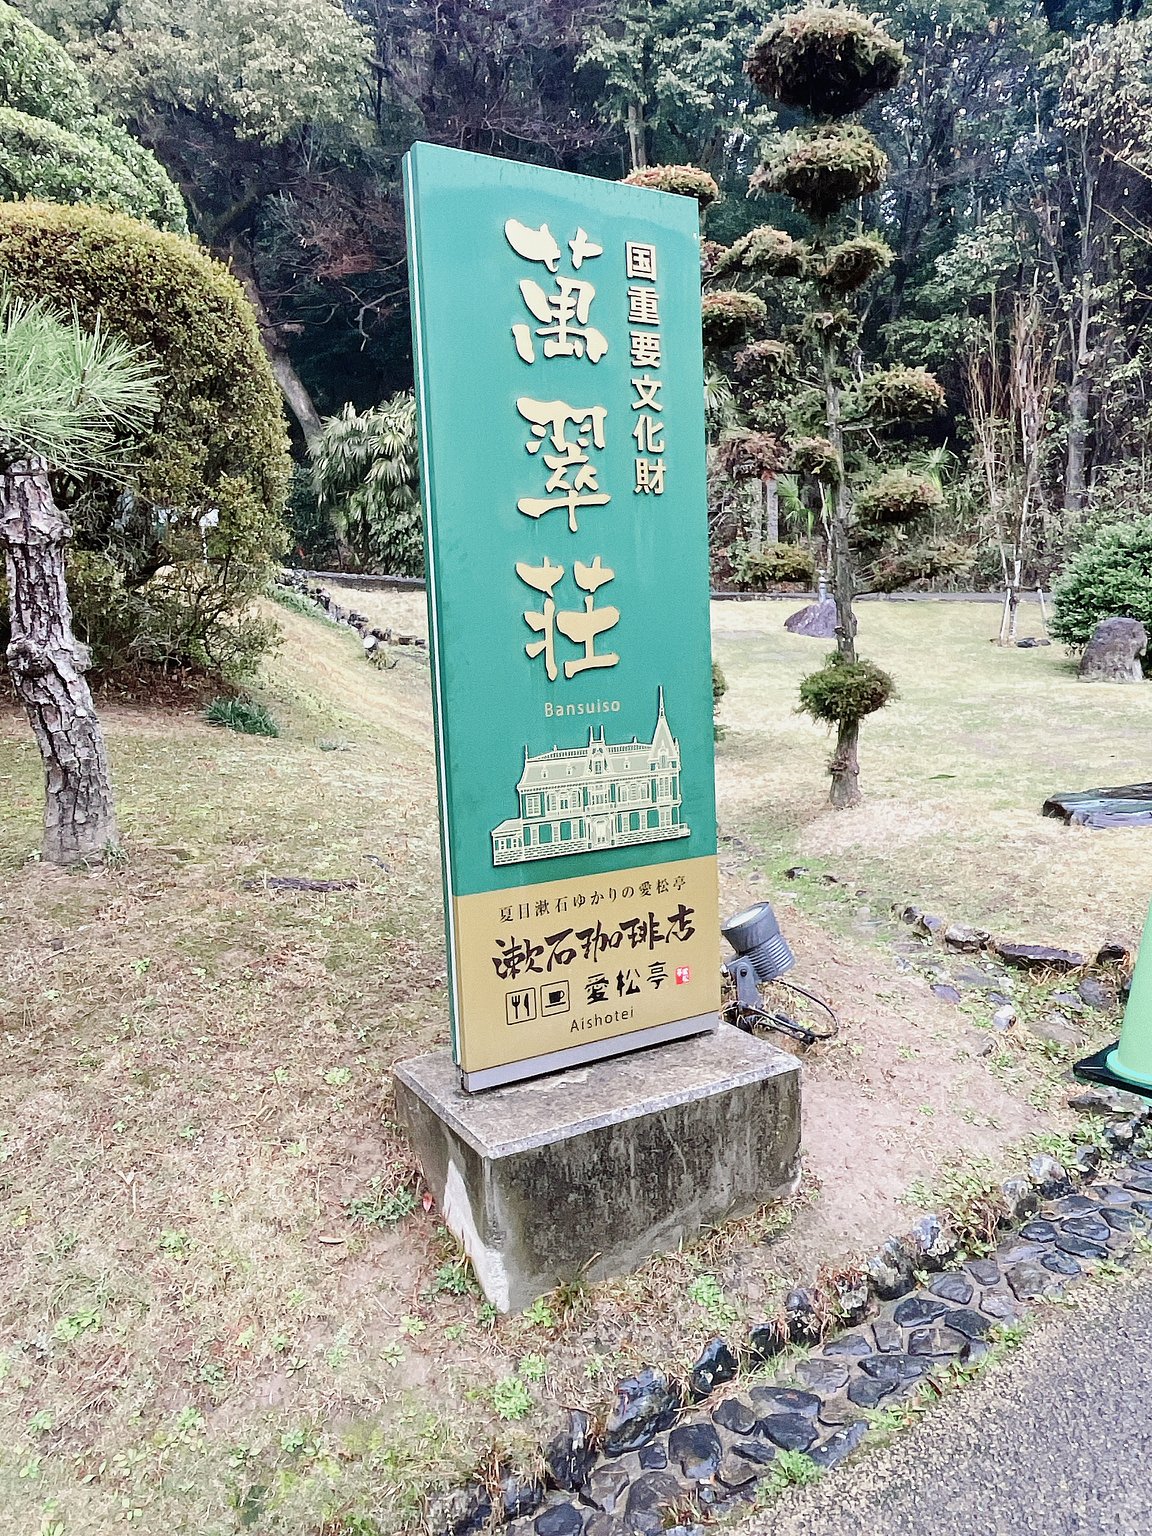 国重要文化財
萬翠荘
Bansuiso
夏目漱石ゆかりの愛松亭
漱石珈琲店
愛松亭
Aishotei